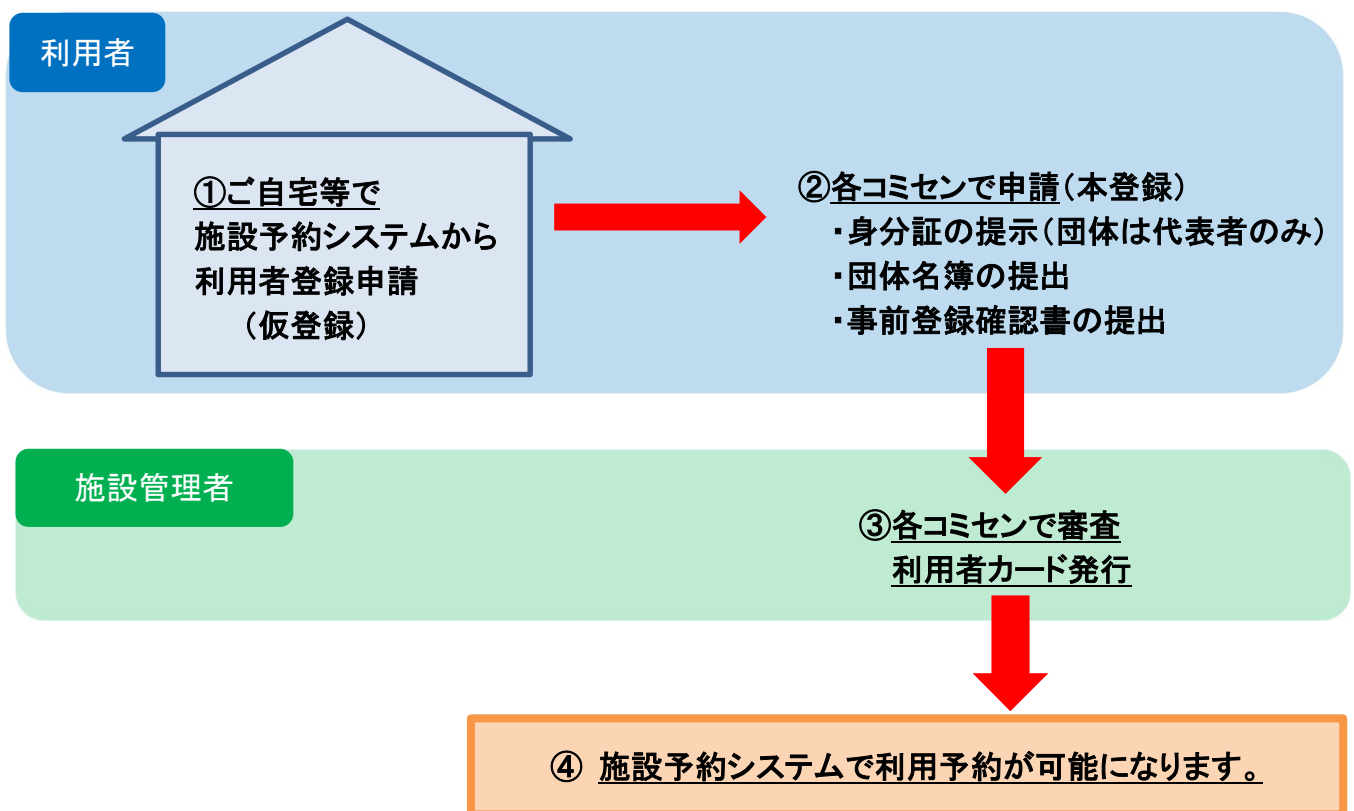 利用者
①ご自宅等で
施設予約システムから
利用者登録申請
（仮登録）
②各コミセンで申請（本登録）
・身分証の提示（団体は代表者のみ）
・団体名簿の提出
・事前登録確認書の提出
施設管理者
③各コミセンで審査
利用者カード発行
④ 施設予約システムで利用予約が可能になります。